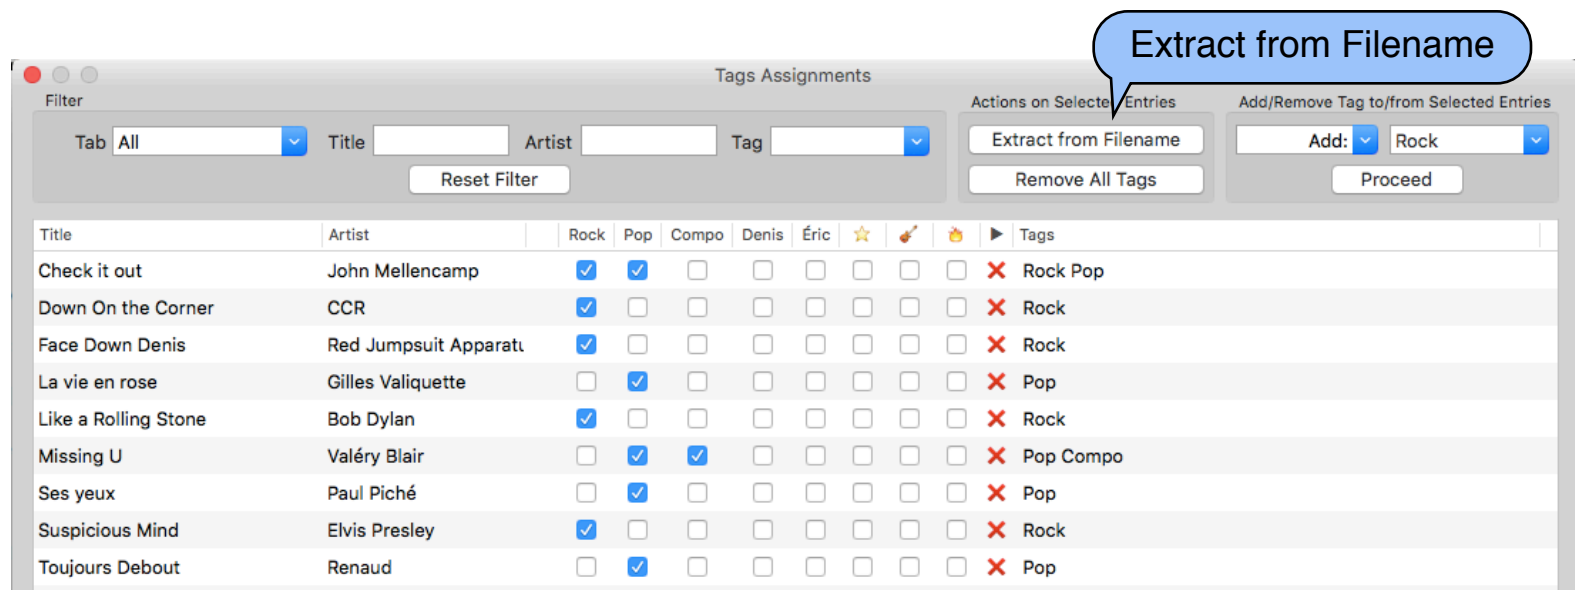 Extract from Filename
Tags Assignments
Filter
Actions on Selected Entries
Add/Remove Tag to/from Selected Entries
Tab All Title Artist Tag
Extract from Filename
Add: Rock
Reset Filter
Remove All Tags
Proceed
Title Artist Rock Pop Compo Denis Éric Tags
Check it out John Mellencamp Rock Pop
Down On the Corner CCR Rock
Face Down Denis Red Jumpsuit Apparatu Rock
La vie en rose Gilles Valiquette Pop
Like a Rolling Stone Bob Dylan Rock
Missing U Valéry Blair Pop Compo
Ses yeux Paul Piché Pop
Suspicious Mind Elvis Presley Rock
Toujours Debout Renaud Pop